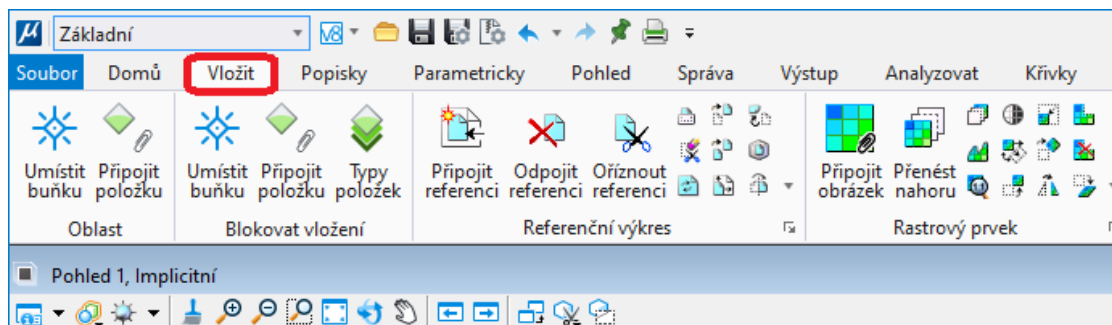 µ Základní V8
Soubor Domů Vložit Popisky Parametricky Pohled Správa Výstup Analyzovat Křivky
Umístit Připojit Umístit Připojit Typy Připojit Odpojit Oříznout Připojit Přenést
buňku položku buňku položku položek referenci referenci referenci obrázek nahoru
Oblast Blokovat vložení Referenční výkres Rastrový prvek
Pohled 1, Implicitní